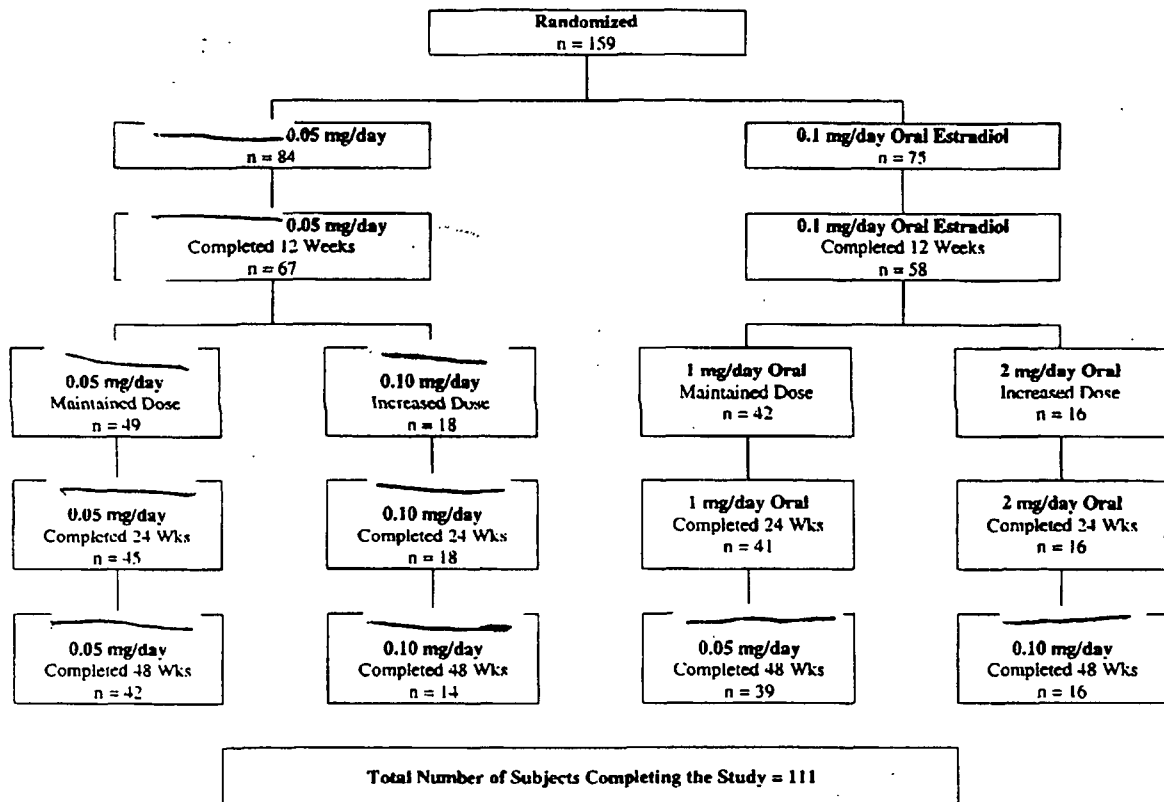 Randomized
n = 159
0.05 mg/day
n = 84
0.1 mg/day Oral Estradiol
n = 75
0.05 mg/day
Completed 12 Weeks
n = 67
0.1 mg/day Oral Estradiol
Completed 12 Weeks
n = 58
0.05 mg/day
Maintained Dose
n = 49
0.10 mg/day
Increased Dose
n = 18
1 mg/day Oral
Maintained Dose
n = 42
2 mg/day Oral
Increased Dose
n = 16
0.05 mg/day
Completed 24 Wks
n = 45
0.10 mg/day
Completed 24 Wks
n = 18
1 mg/day Oral
Completed 24 Wks
n = 41
2 mg/day Oral
Completed 24 Wks
n = 16
0.05 mg/day
Completed 48 Wks
n = 42
0.10 mg/day
Completed 48 Wks
n = 14
0.05 mg/day
Completed 48 Wks
n = 39
0.10 mg/day
Completed 48 Wks
n = 16
Total Number of Subjects Completing the Study = 111